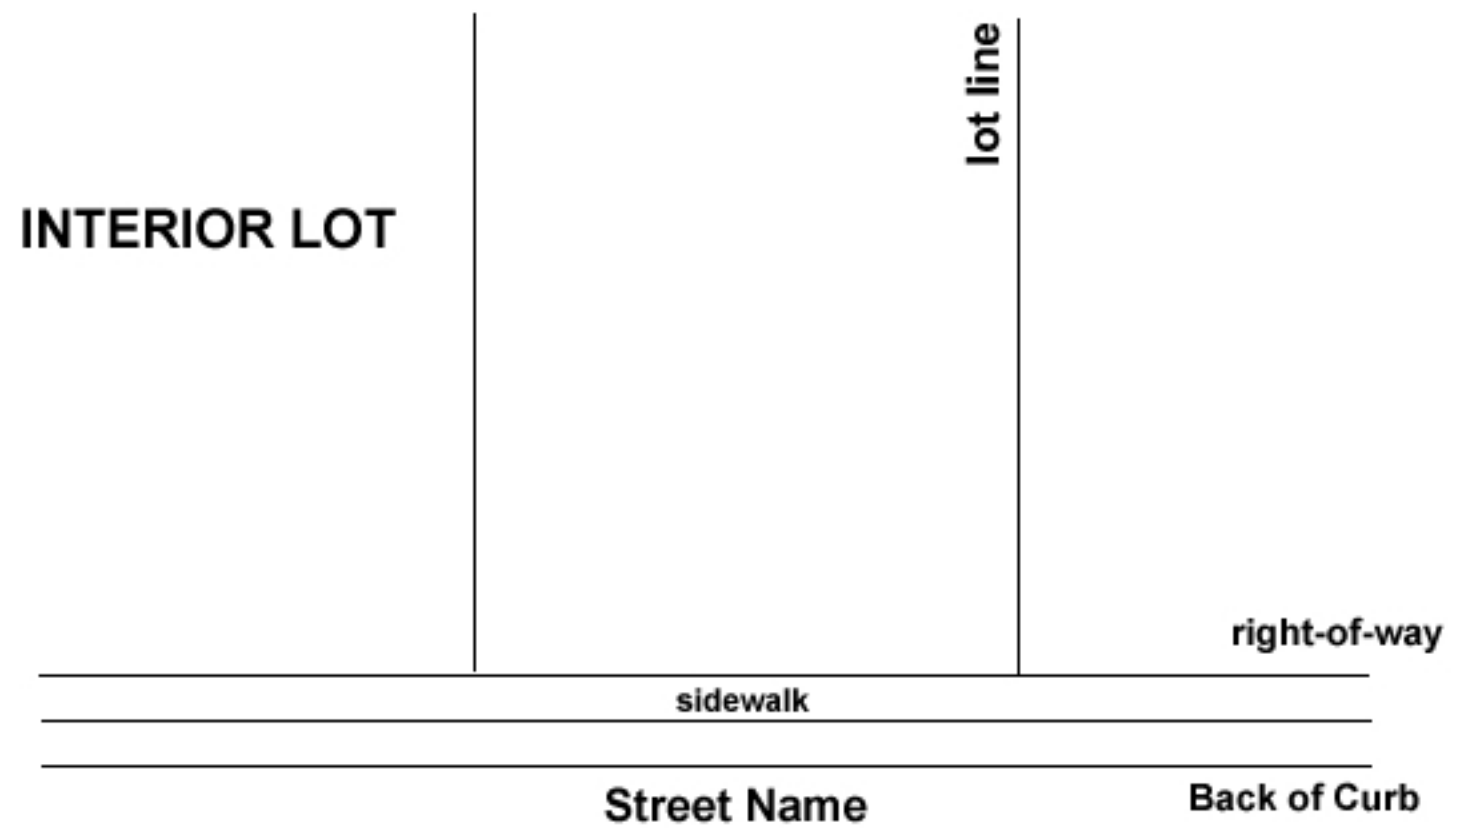 lot line
INTERIOR LOT
right-of-way
sidewalk
Street Name
Back of Curb